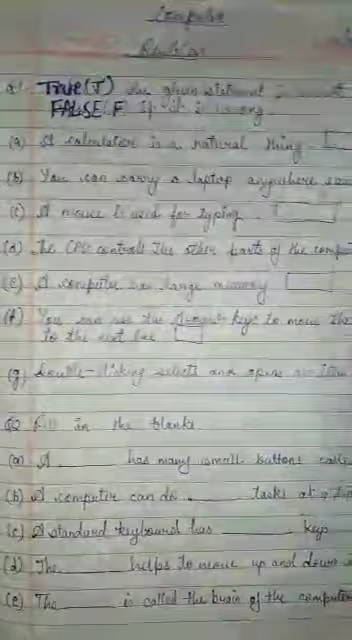 Computer
Q1 True(T) the given statement
FALSE(F If it is wrong
(a) A calculator is a natural thing.
(b) You can carry a laptop anywhere
(c) A mouse is used for typing.
(d) The CPU controls the other parts of the comput
(e) A computer has large memory
(f) You can use the key to move the
to the next line
(g) Double-clicking selects and opens an item
Q2 Fill in the blanks
(a) A ______ has many small buttons called
(b) A computer can do ______ tasks at a time
(c) A standard keyboard has ______ key
(d) The ______ helps to move up and down
(e) The ______ is called the brain of the computer